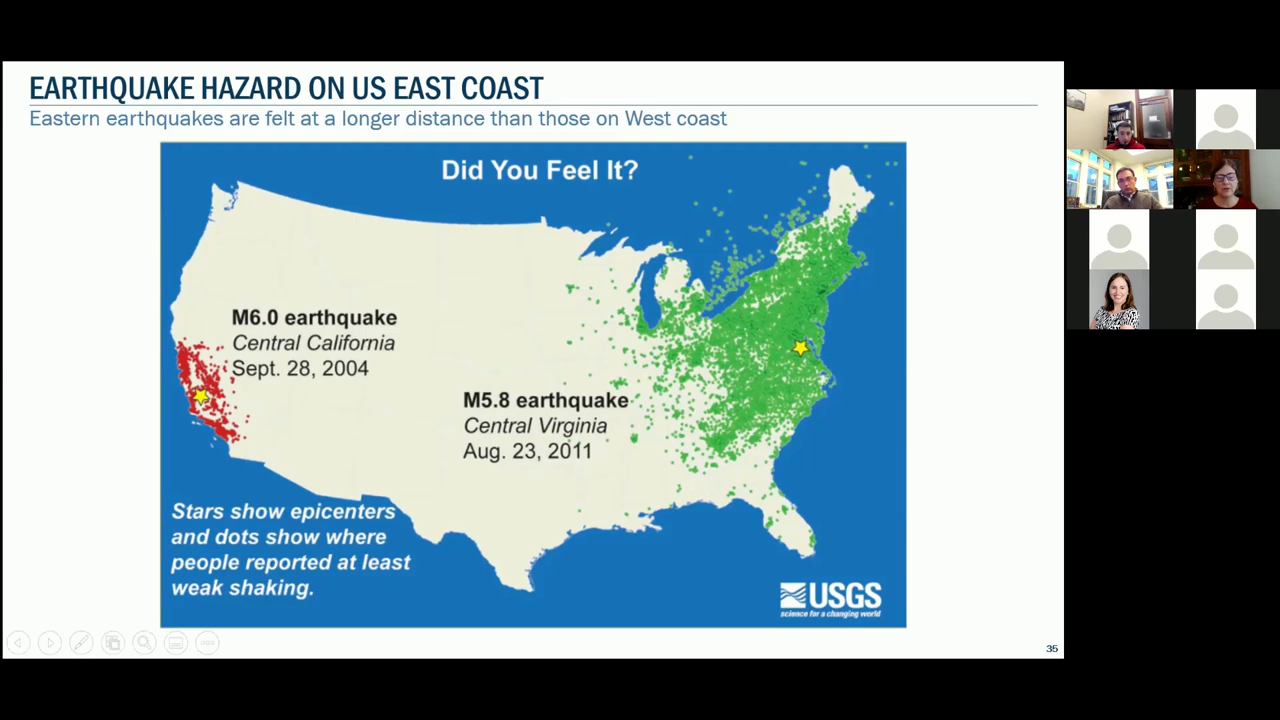 EARTHQUAKE HAZARD ON US EAST COAST
Eastern earthquakes are felt at a longer distance than those on West coast
Did You Feel It?
M6.0 earthquake
Central California
Sept. 28, 2004
M5.8 earthquake
Central Virginia
Aug. 23, 2011
Stars show epicenters
and dots show where
people reported at least
weak shaking.
USGS
science for a changing world
35